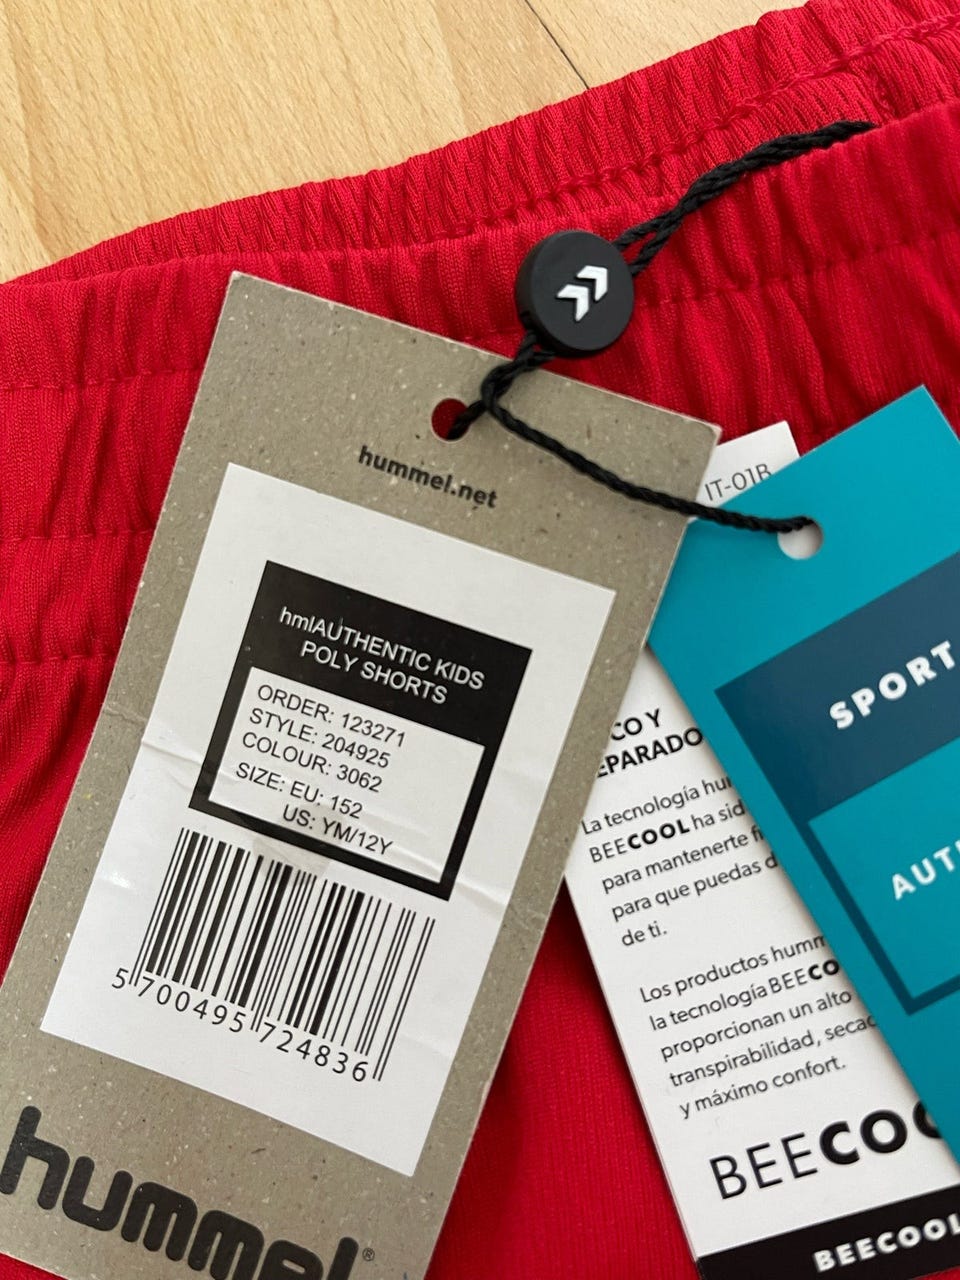 hummel.net
hmlAUTHENTIC KIDS
POLY SHORTS
ORDER: 123271
STYLE: 204925
COLOUR: 3062
SIZE: EU: 152
US: YM/12Y
5 700495 724836
hummel®
IT-01B
CO Y
EPARADO
La tecnología hu
BEECOOL ha sid
para mantenerte f
para que puedas d
de ti.
Los productos humm
la tecnología BEECO
proporcionan un alto
transpirabilidad, secad
y máximo confort.
BEECOO
BEECOOL
SPORT
AUT